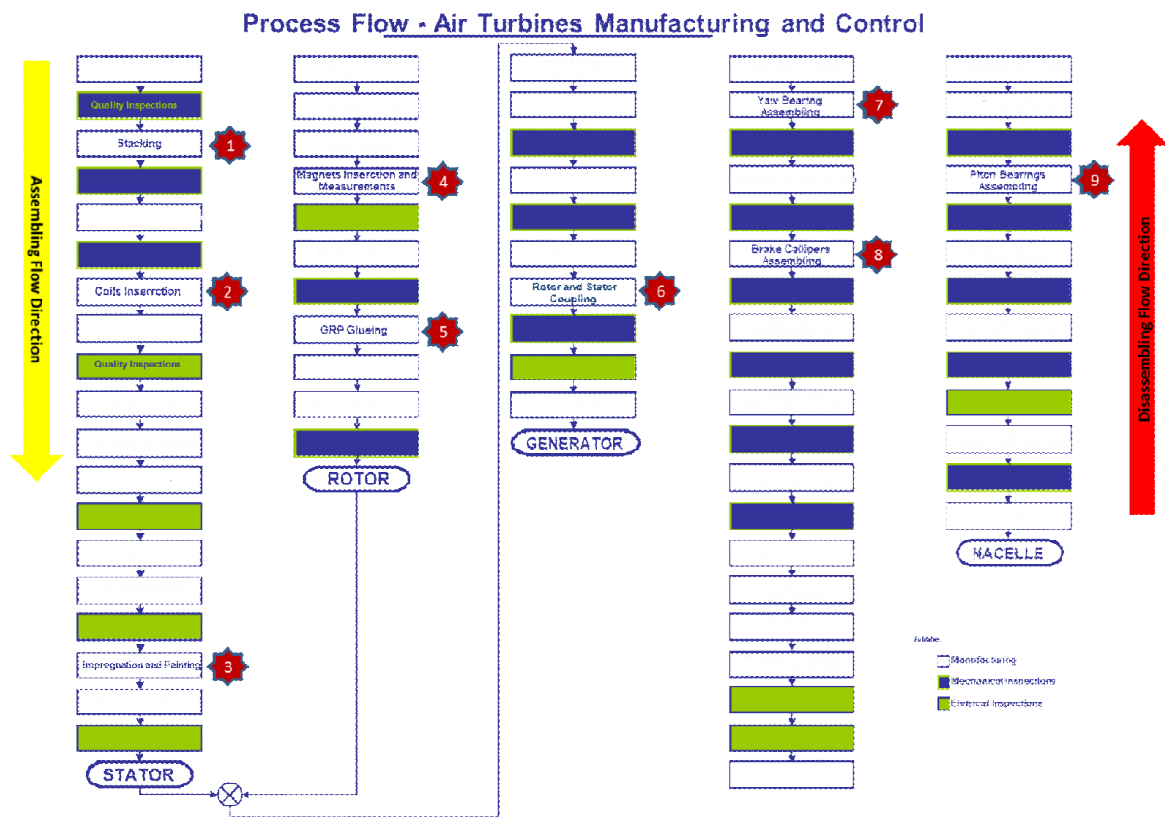 Process Flow - Air Turbines Manufacturing and Control
Assembling Flow Direction
Quality Inspections
Stacking
1
Coils Inserrction
2
Quality Inspections
Impregnation and Painting
3
STATOR
Magnets Inserction and
Measurements
4
GRP Glueing
5
ROTOR
Rotor and Stator
Coupling
6
GENERATOR
Yaw Bearing
Assembling
7
Brake Callipers
Assembling
8
Pitch Bearings
Assembling
9
NACELLE
Disassembling Flow Direction
Manufacturing
Mechanical Inspections
Eletrical Inspections